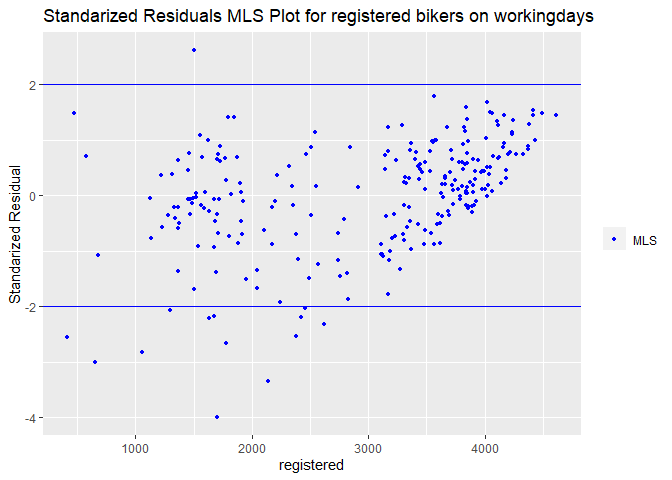 Standarized Residuals MLS Plot for registered bikers on workingdays
Standarized Residual
2
0
-2
-4
1000 2000 3000 4000
registered
MLS